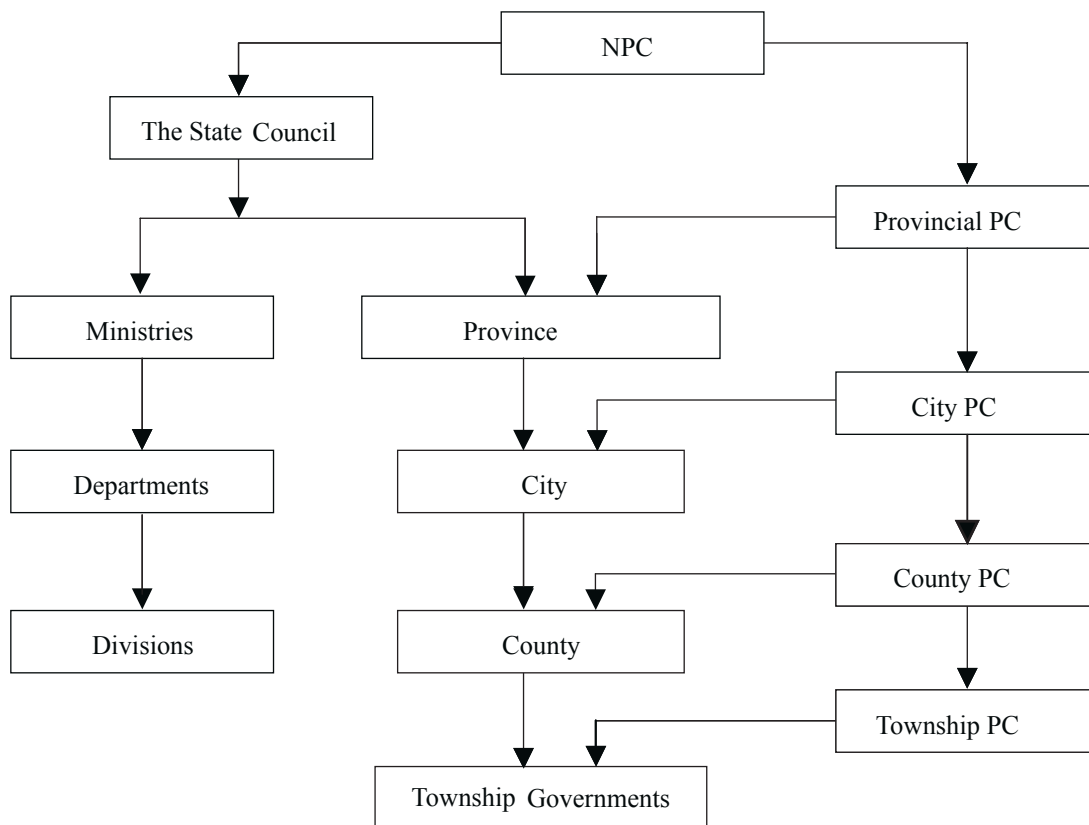 NPC
The State Council
Provincial PC
Ministries
Province
City PC
Departments
City
County PC
Divisions
County
Township PC
Township Governments